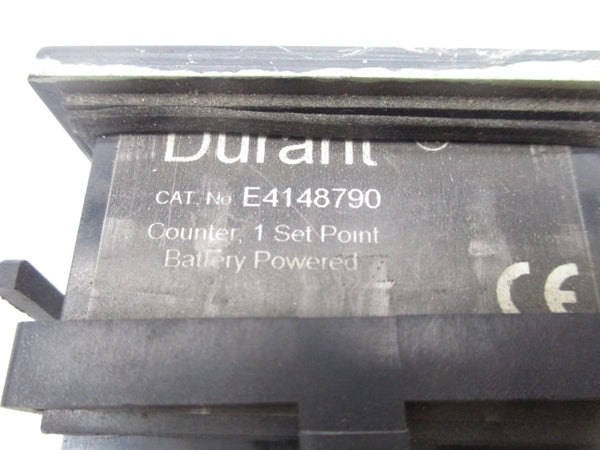 Durant
CAT. No. E4148790
Counter, 1 Set Point
Battery Powered
CE